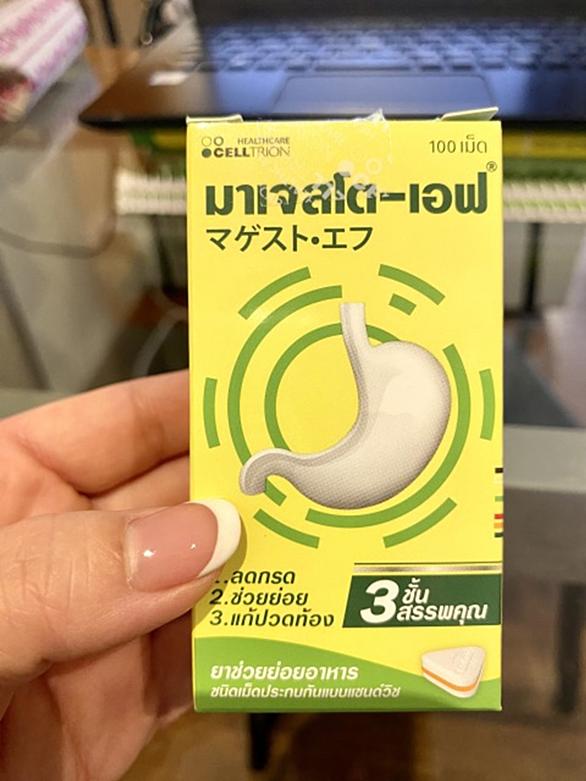 HEALTHCARE
CELLTRION
100 เม็ด
มาเจสโต-เอฟ®
マゲスト・エフ
1.ลดกรด
2.ช่วยย่อย
3.แก้ปวดท้อง
3 ชั้น
สรรพคุณ
ยาช่วยย่อยอาหาร
ชนิดเม็ดประกบกันแบบแซนด์วิช